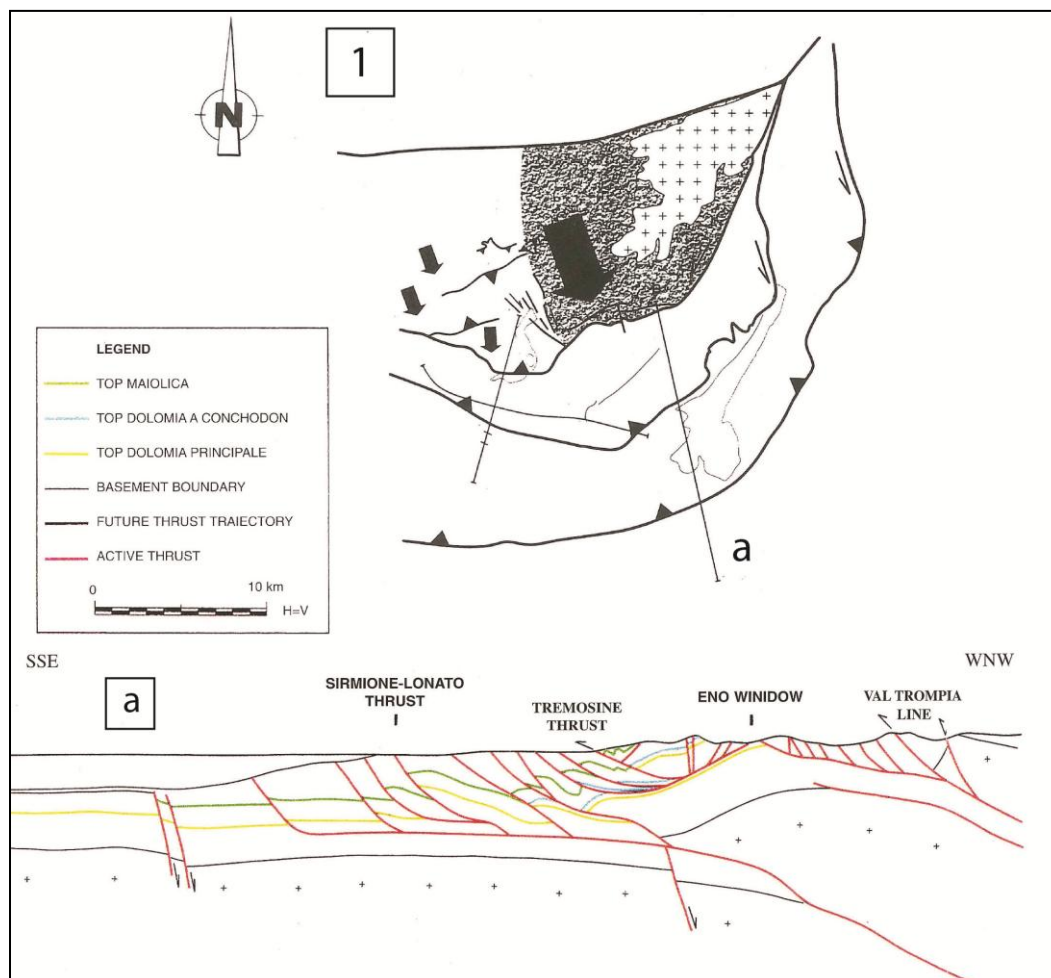 1
N
LEGEND
TOP MAIOLICA
TOP DOLOMIA A CONCHODON
TOP DOLOMIA PRINCIPALE
BASEMENT BOUNDARY
FUTURE THRUST TRAIECTORY
ACTIVE THRUST
0 10 km
H=V
a
SSE WNW
a
SIRMIONE-LONATO
THRUST
TREMOSINE
THRUST
ENO WINIDOW
VAL TROMPIA
LINE